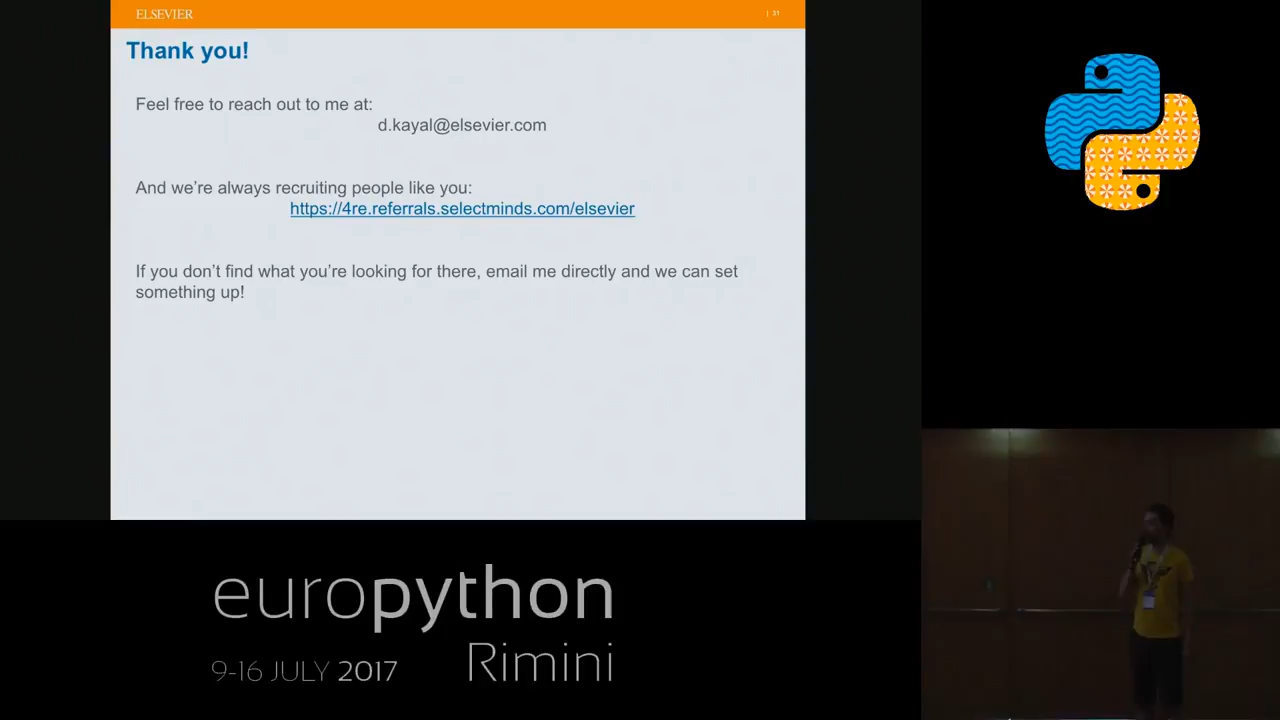 ELSEVIER
| 31
Thank you!
Feel free to reach out to me at:
d.kayal@elsevier.com
And we're always recruiting people like you:
https://4re.referrals.selectminds.com/elsevier
If you don't find what you're looking for there, email me directly and we can set
something up!
europython
9-16 JULY 2017
Rimini